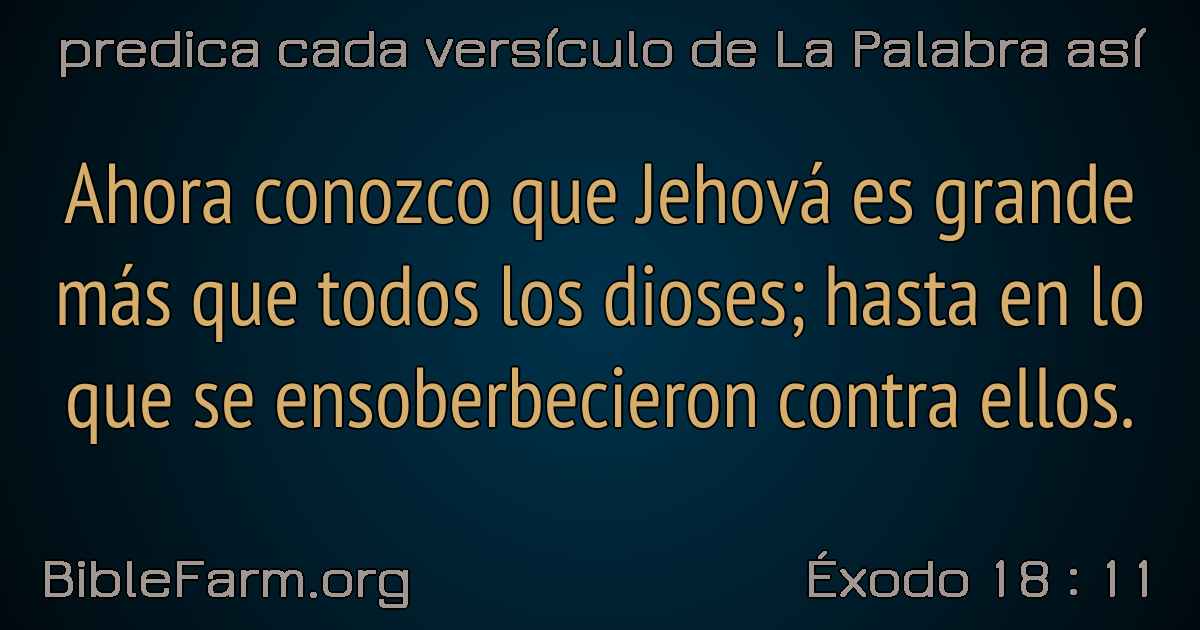 predica cada versículo de La Palabra así
Ahora conozco que Jehová es grande
más que todos los dioses; hasta en lo
que se ensoberbecieron contra ellos.
BibleFarm.org
Éxodo 18 : 11